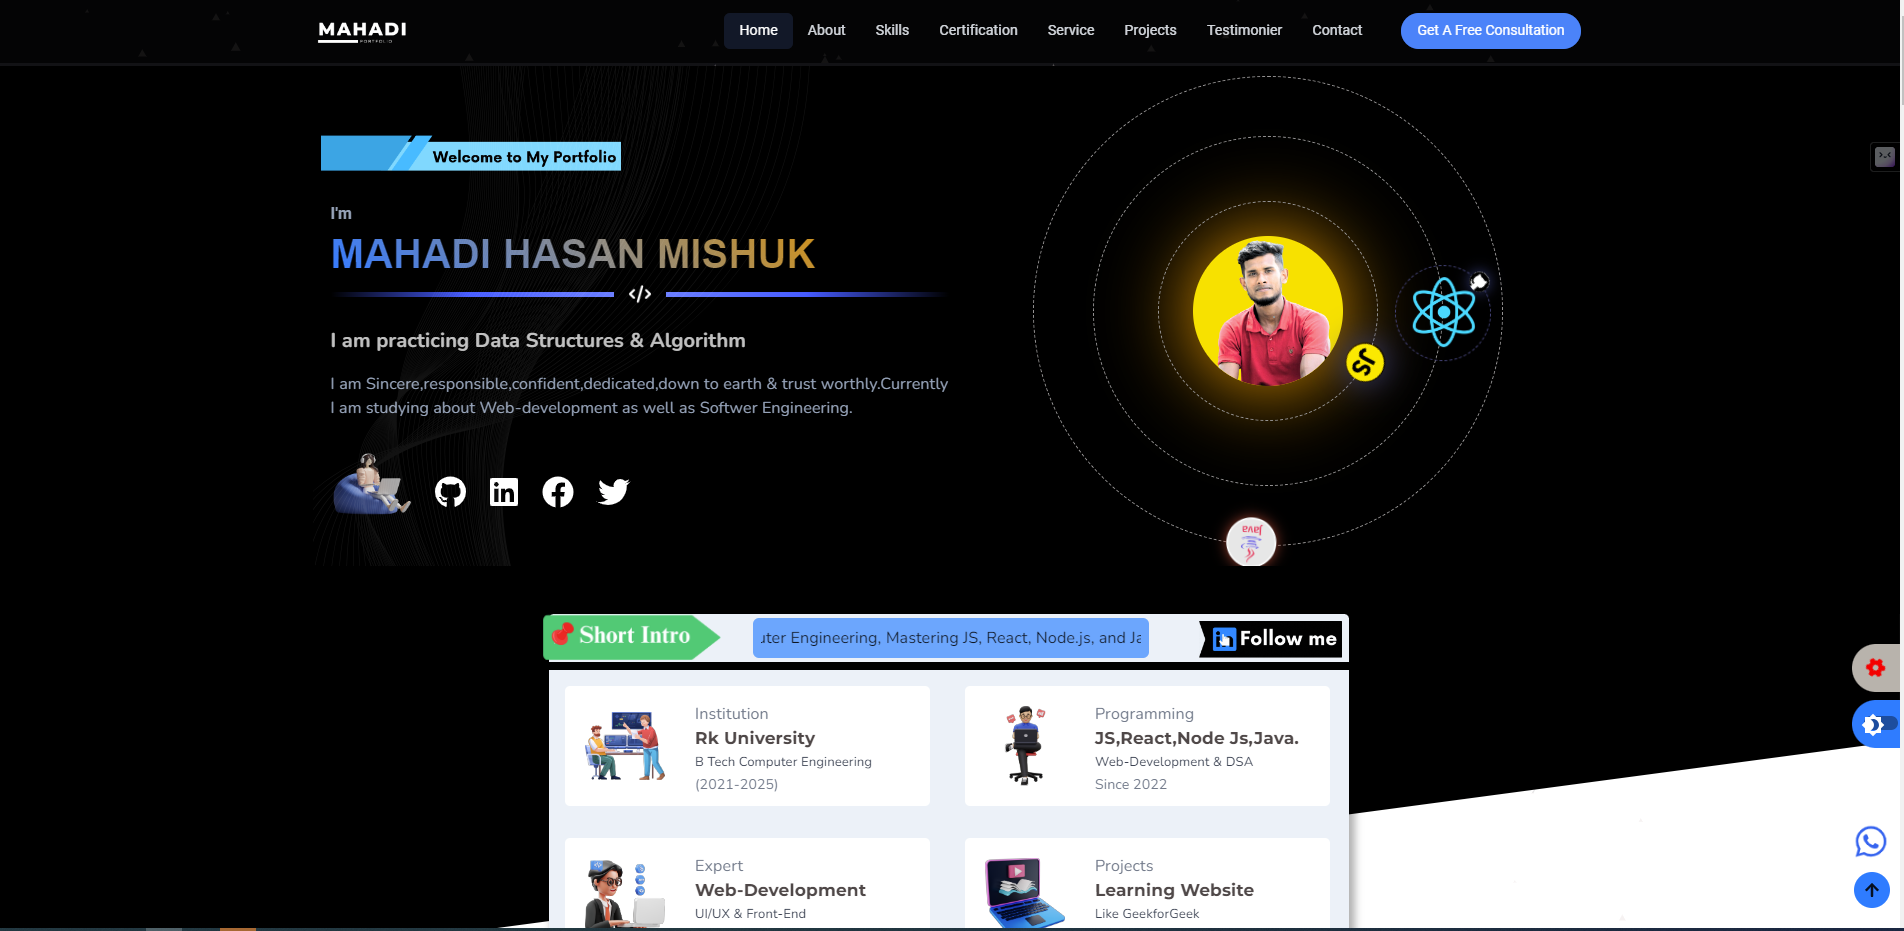 MAHADI
PORTFOLIO
Home
About
Skills
Certification
Service
Projects
Testimonier
Contact
Get A Free Consultation
Welcome to My Portfolio
I'm
MAHADI HASAN MISHUK
</>
I am practicing Data Structures & Algorithm
I am Sincere,responsible,confident,dedicated,down to earth & trust worthly.Currently
I am studying about Web-development as well as Softwer Engineering.
JS
Java
Short Intro
uter Engineering, Mastering JS, React, Node.js, and Ja
in Follow me
Institution
Rk University
B Tech Computer Engineering
(2021-2025)
Programming
JS,React,Node Js,Java.
Web-Development & DSA
Since 2022
Expert
Web-Development
UI/UX & Front-End
Projects
Learning Website
Like GeekforGeek